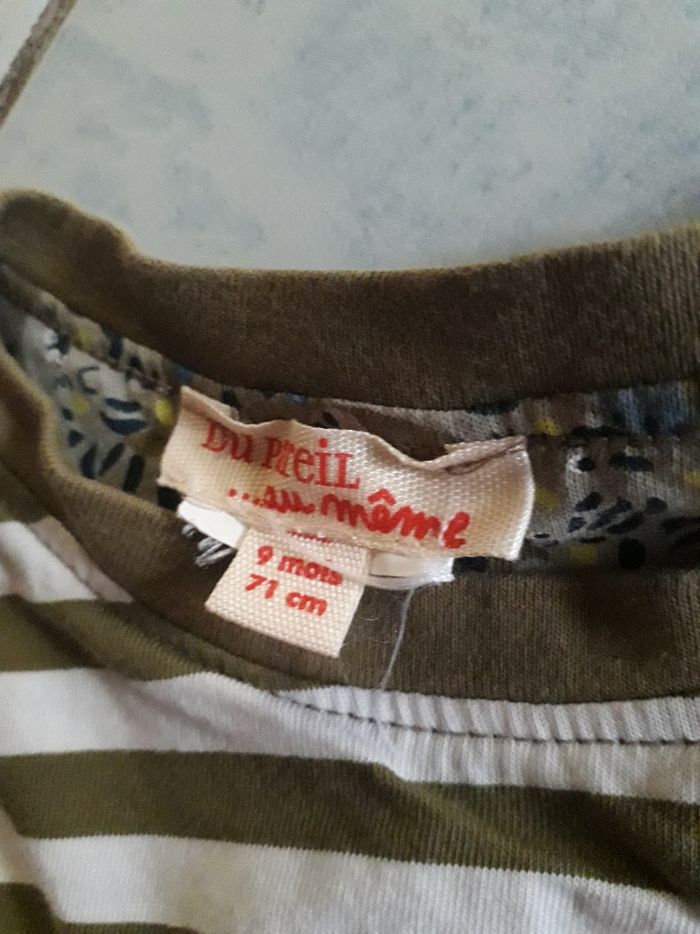 DU PAREIL
...au même
9 mois
71 cm